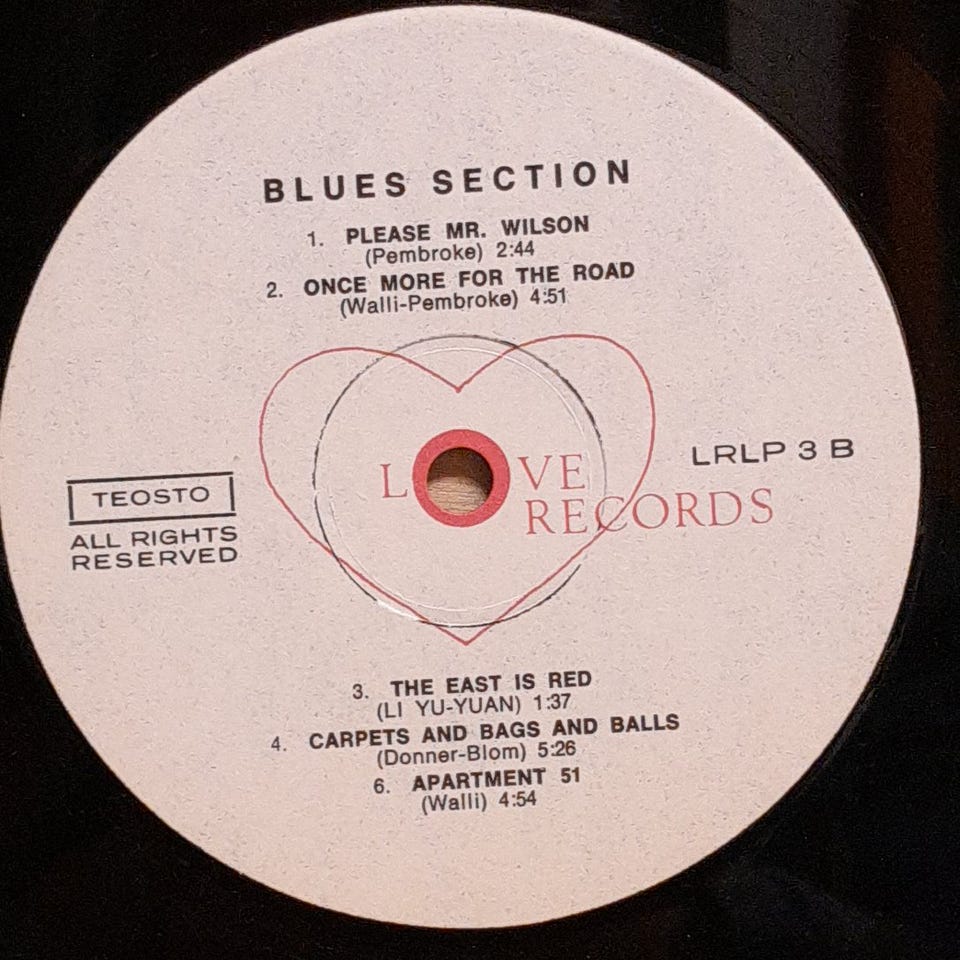 BLUES SECTION
1. PLEASE MR. WILSON
(Pembroke) 2:44
2. ONCE MORE FOR THE ROAD
(Walli-Pembroke) 4:51
LOVE
RECORDS
LRLP 3 B
TEOSTO
ALL RIGHTS
RESERVED
3. THE EAST IS RED
(LI YU-YUAN) 1:37
4. CARPETS AND BAGS AND BALLS
(Donner-Blom) 5:26
6. APARTMENT 51
(Walli) 4:54